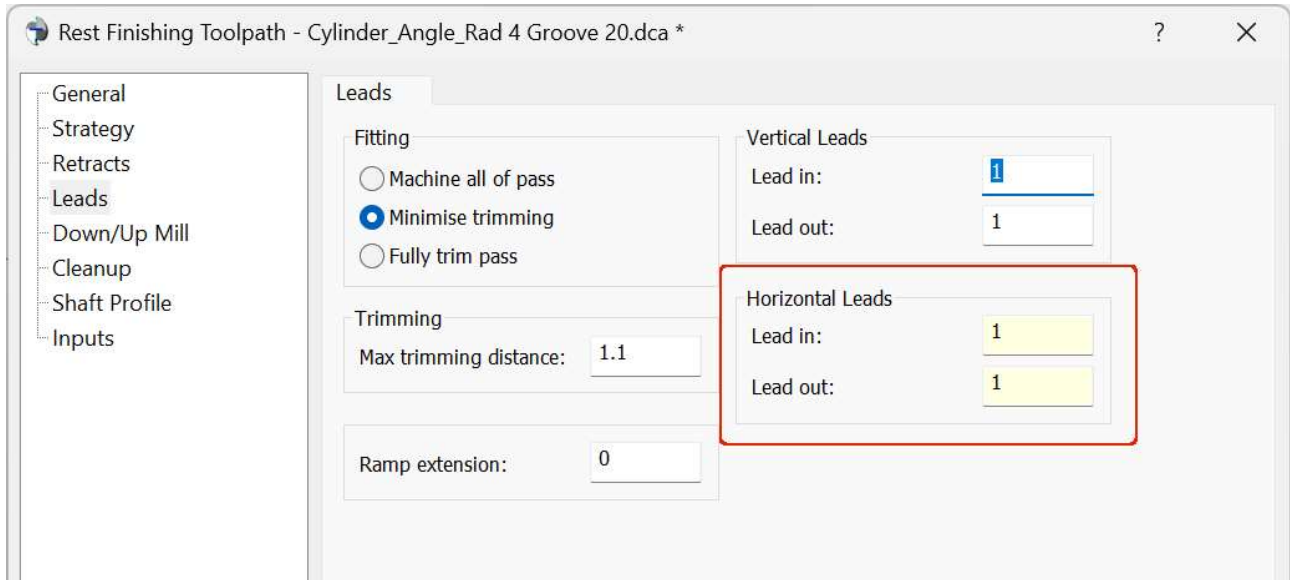 Rest Finishing Toolpath - Cylinder_Angle_Rad 4 Groove 20.dca *
? X
General
Strategy
Retracts
Leads
Down/Up Mill
Cleanup
Shaft Profile
Inputs
Leads
Fitting
Machine all of pass
Minimise trimming
Fully trim pass
Trimming
Max trimming distance: 1.1
Ramp extension: 0
Vertical Leads
Lead in: 1
Lead out: 1
Horizontal Leads
Lead in: 1
Lead out: 1